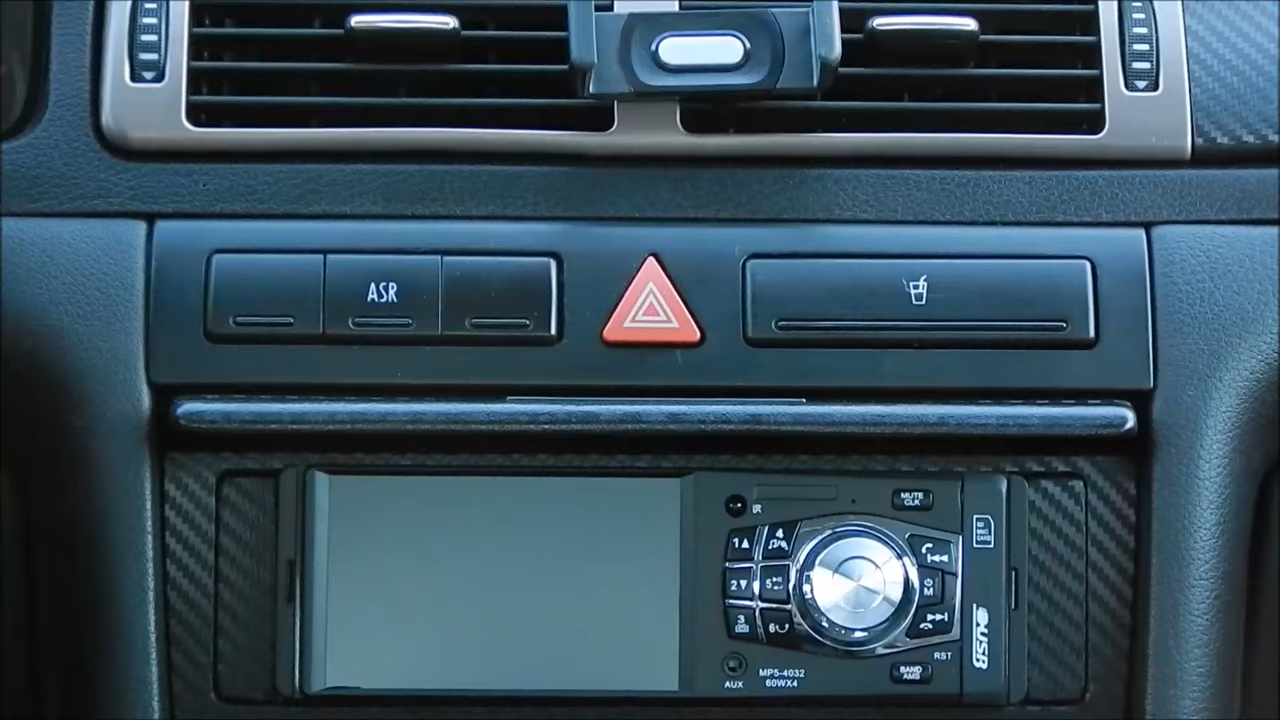 ASR
MUTE
CLK
IR
1
4
2
5
M
3
6
SD
MMC
CARD
USB
RST
AUX
MP5-4032
60WX4
BAND
AMS